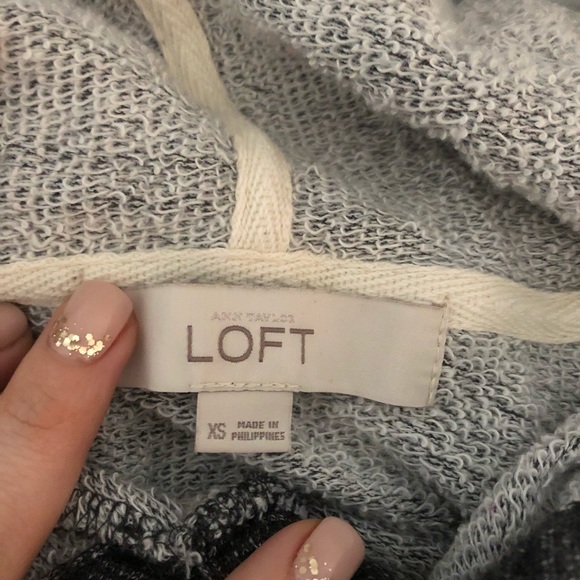 ANN TAYLOR
LOFT
XS
MADE IN
PHILIPPINES